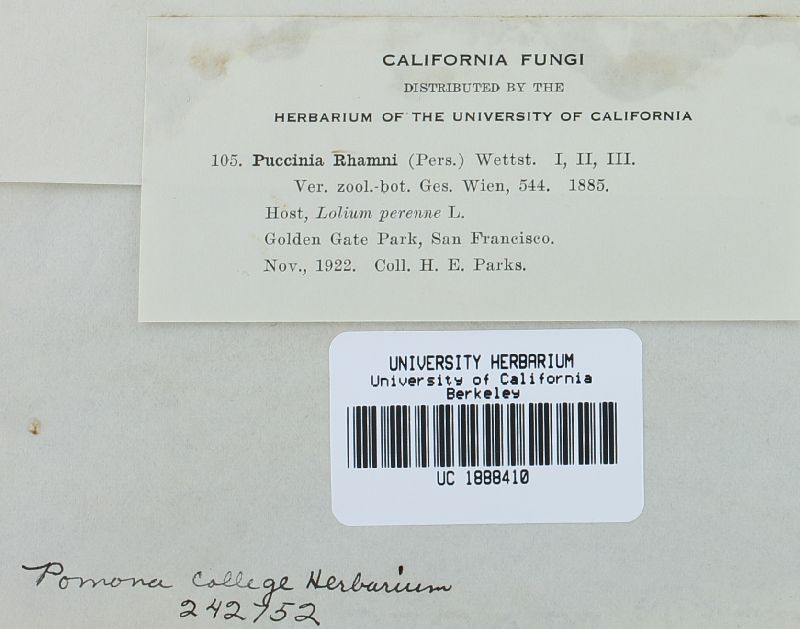 CALIFORNIA FUNGI
DISTRIBUTED BY THE
HERBARIUM OF THE UNIVERSITY OF CALIFORNIA
105. Puccinia Rhamni (Pers.) Wettst. I, II, III.
Ver. zool.-bot. Ges. Wien, 544. 1885.
Host, Lolium perenne L.
Golden Gate Park, San Francisco.
Nov., 1922. Coll. H. E. Parks.
UNIVERSITY HERBARIUM
University of California
Berkeley
UC 1888410
Pomona College Herbarium
242752